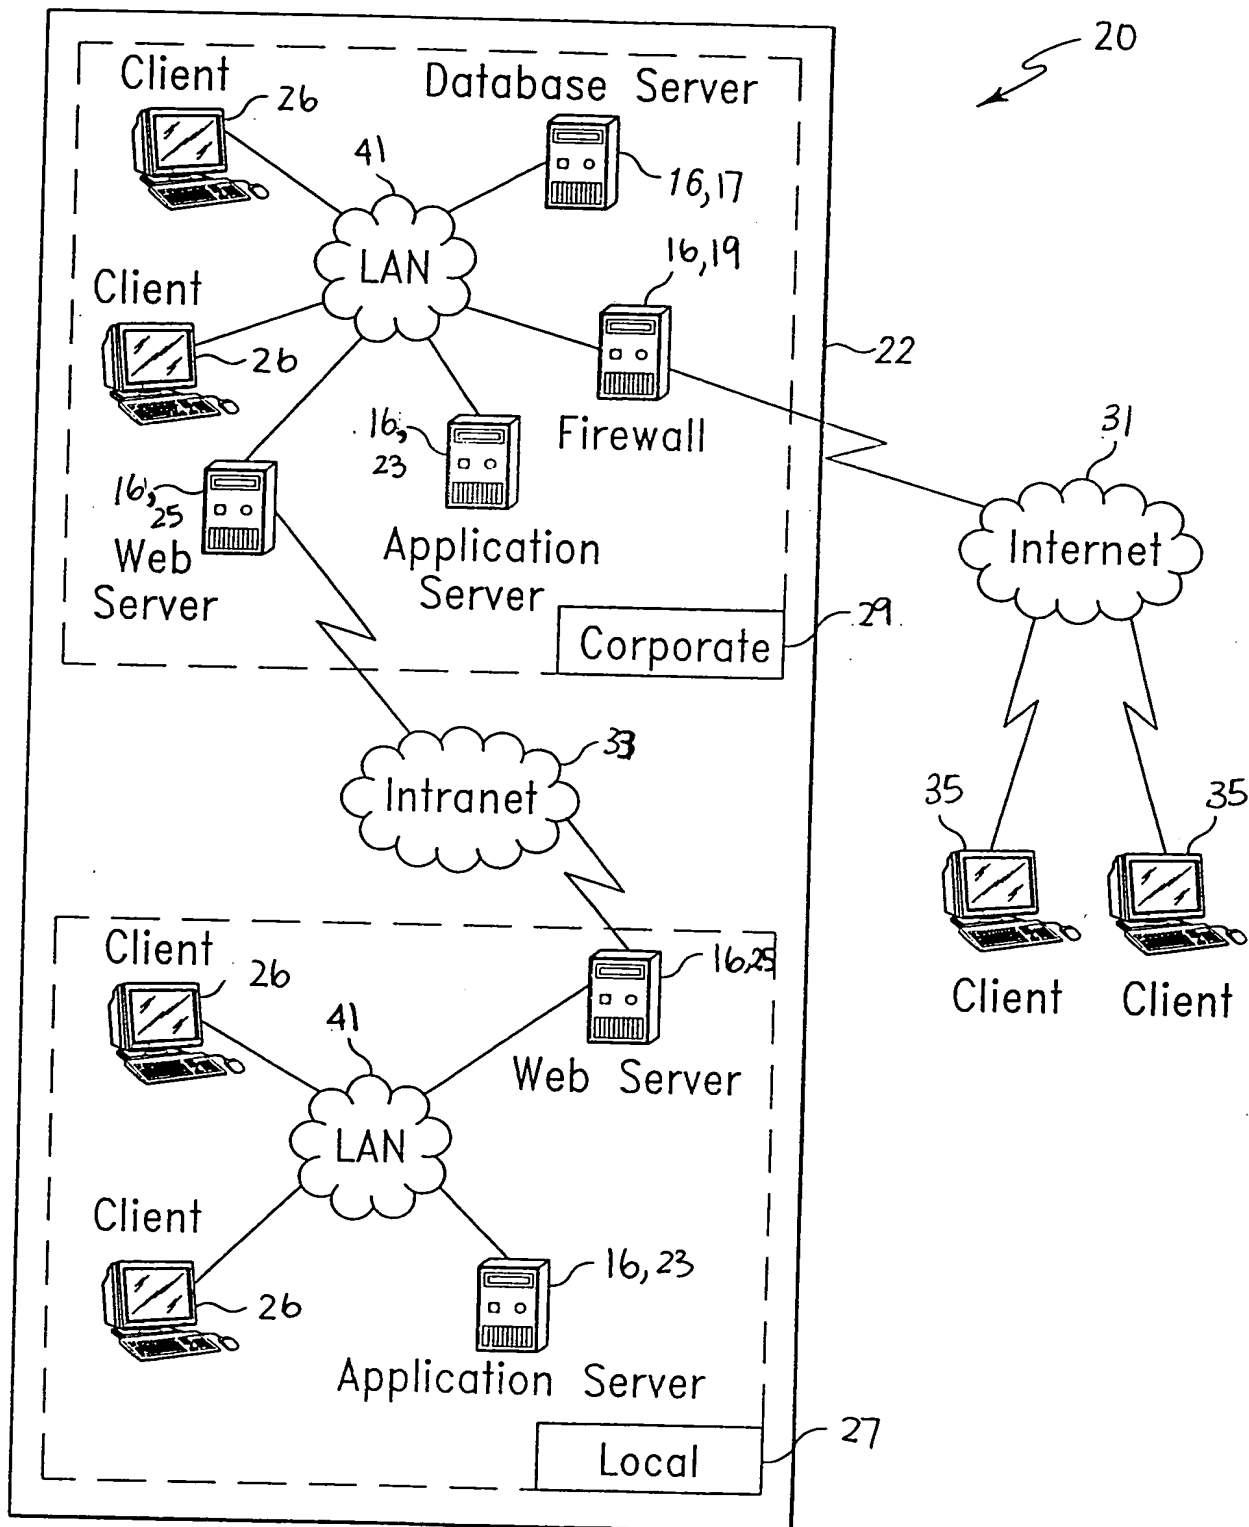 20
Client
26
Database Server
41
16,17
LAN
16,19
Client
26
22
Firewall
16,
23
31
16,
25
Internet
Web
Server
Application
Server
29
Corporate
33
Intranet
35
35
Client
26
16,25
Client
Client
41
Web Server
LAN
Client
16,23
26
Application Server
27
Local